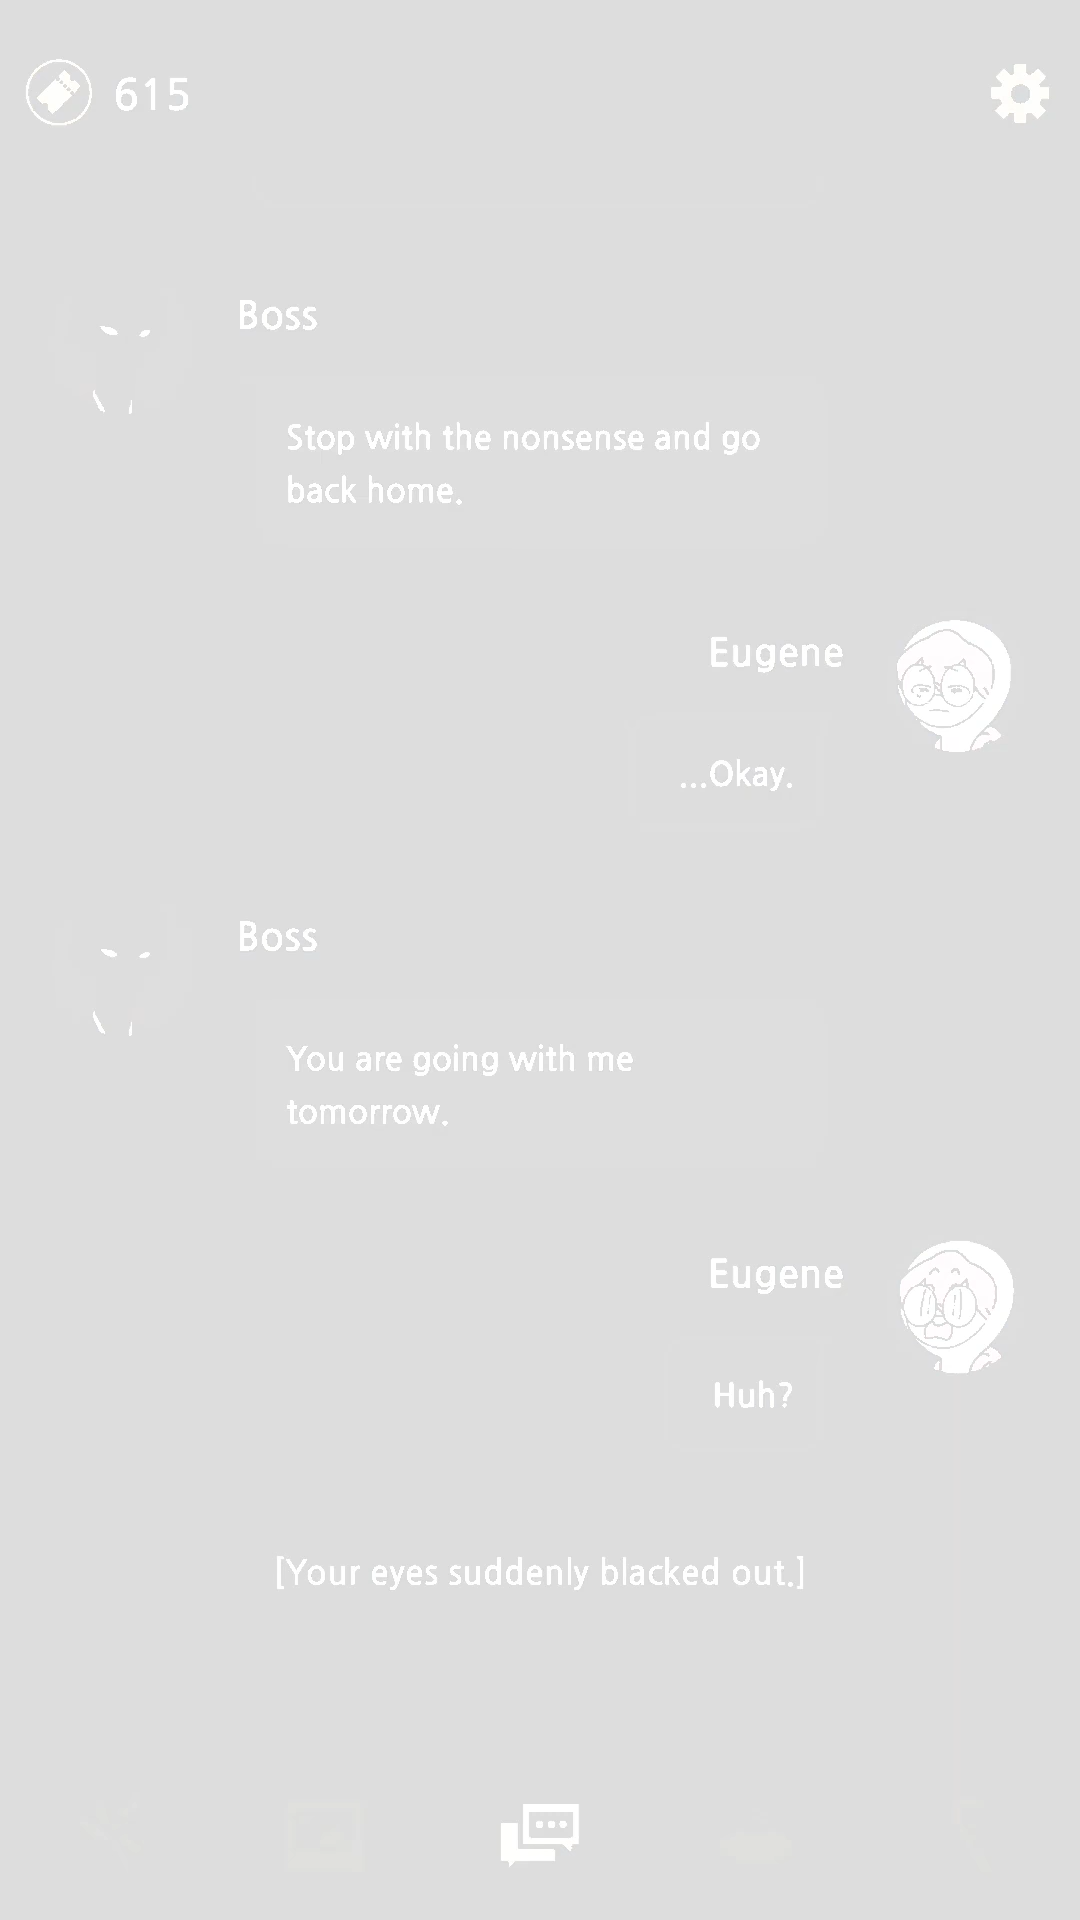 615
Boss
Stop with the nonsense and go
back home.
Eugene
...Okay.
Boss
You are going with me
tomorrow.
Eugene
Huh?
[Your eyes suddenly blacked out.]